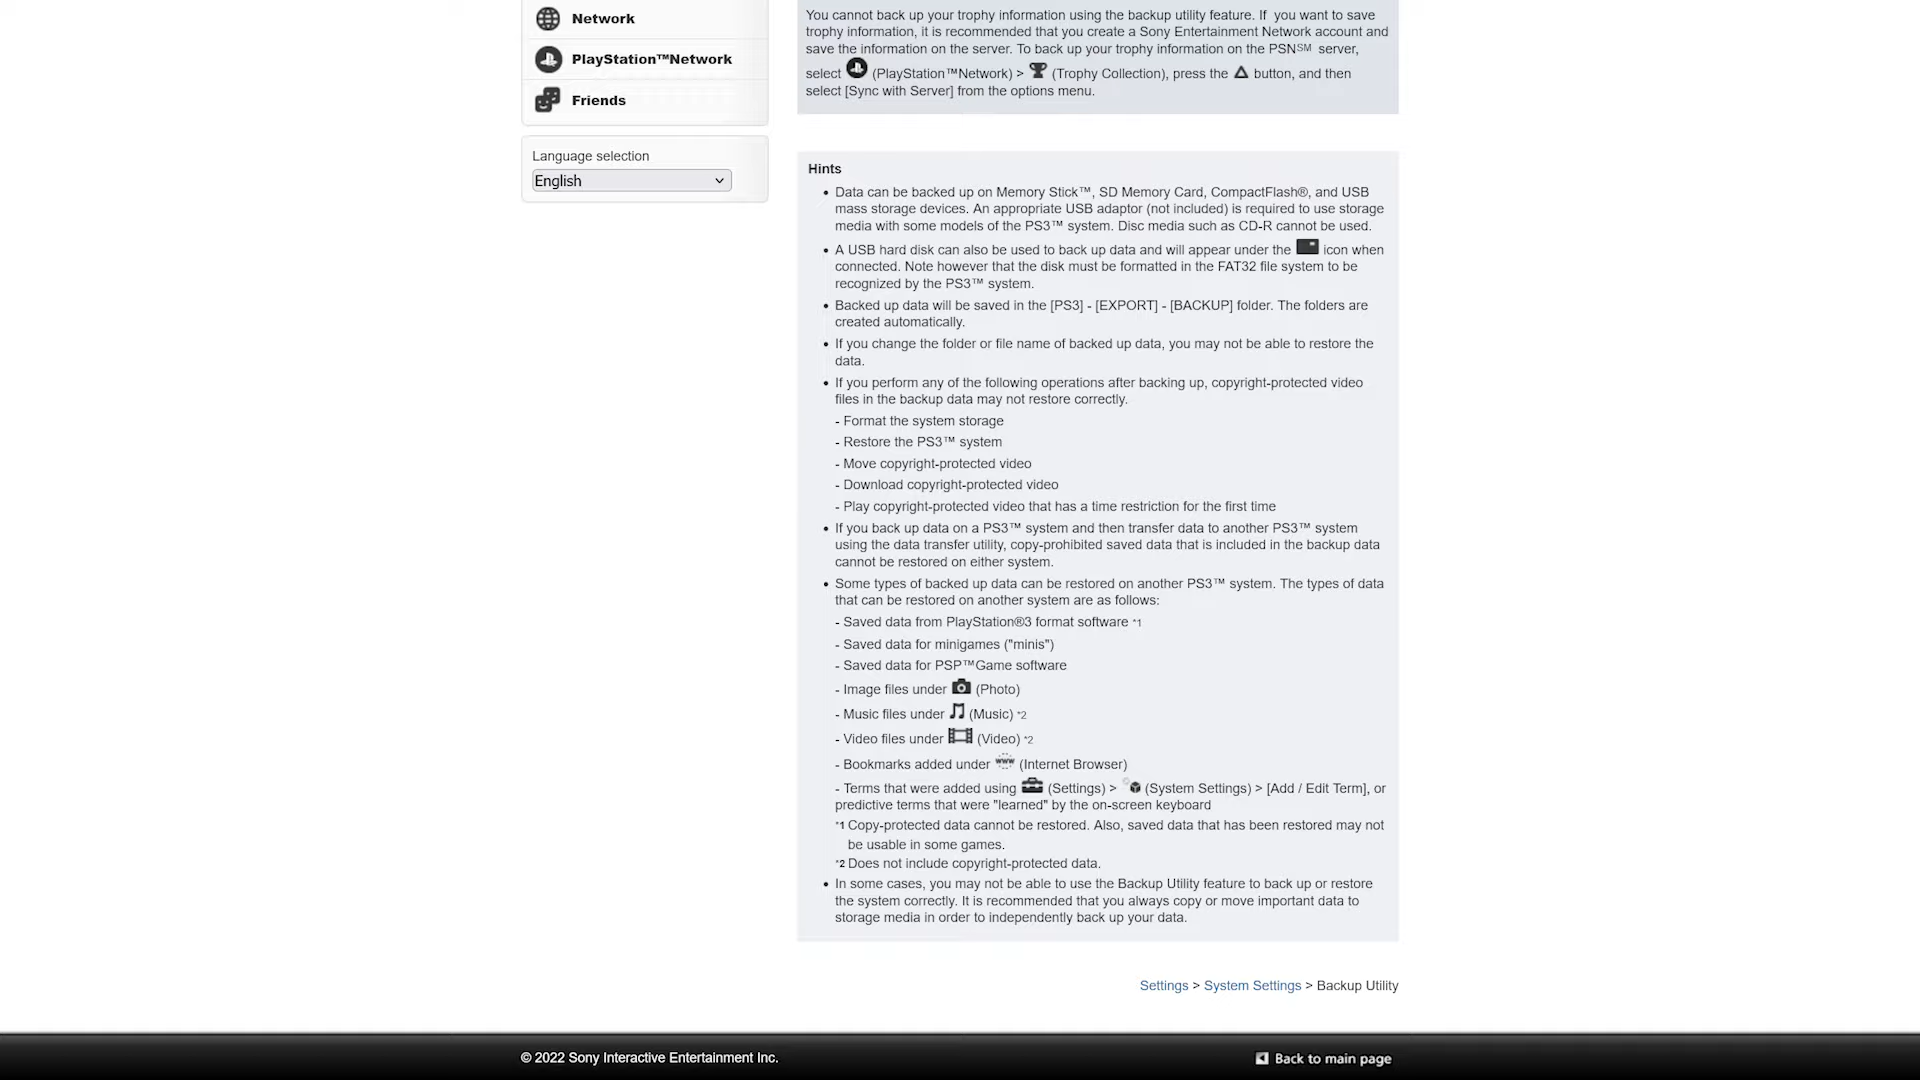 Network
PlayStation™Network
Friends
Language selection
English
You cannot back up your trophy information using the backup utility feature. If you want to save
trophy information, it is recommended that you create a Sony Entertainment Network account and
save the information on the server. To back up your trophy information on the PSN℠ server,
select (PlayStation™Network) > (Trophy Collection), press the △ button, and then
select [Sync with Server] from the options menu.
Hints
• Data can be backed up on Memory Stick™, SD Memory Card, CompactFlash®, and USB
mass storage devices. An appropriate USB adaptor (not included) is required to use storage
media with some models of the PS3™ system. Disc media such as CD-R cannot be used.
• A USB hard disk can also be used to back up data and will appear under the icon when
connected. Note however that the disk must be formatted in the FAT32 file system to be
recognized by the PS3™ system.
• Backed up data will be saved in the [PS3] - [EXPORT] - [BACKUP] folder. The folders are
created automatically.
• If you change the folder or file name of backed up data, you may not be able to restore the
data.
• If you perform any of the following operations after backing up, copyright-protected video
files in the backup data may not restore correctly.
- Format the system storage
- Restore the PS3™ system
- Move copyright-protected video
- Download copyright-protected video
- Play copyright-protected video that has a time restriction for the first time
• If you back up data on a PS3™ system and then transfer data to another PS3™ system
using the data transfer utility, copy-prohibited saved data that is included in the backup data
cannot be restored on either system.
• Some types of backed up data can be restored on another PS3™ system. The types of data
that can be restored on another system are as follows:
- Saved data from PlayStation®3 format software *1
- Saved data for minigames ("minis")
- Saved data for PSP™Game software
- Image files under (Photo)
- Music files under (Music) *2
- Video files under (Video) *2
- Bookmarks added under www (Internet Browser)
- Terms that were added using (Settings) > (System Settings) > [Add / Edit Term], or
predictive terms that were "learned" by the on-screen keyboard
*1 Copy-protected data cannot be restored. Also, saved data that has been restored may not
be usable in some games.
*2 Does not include copyright-protected data.
• In some cases, you may not be able to use the Backup Utility feature to back up or restore
the system correctly. It is recommended that you always copy or move important data to
storage media in order to independently back up your data.
Settings > System Settings > Backup Utility
© 2022 Sony Interactive Entertainment Inc.
Back to main page